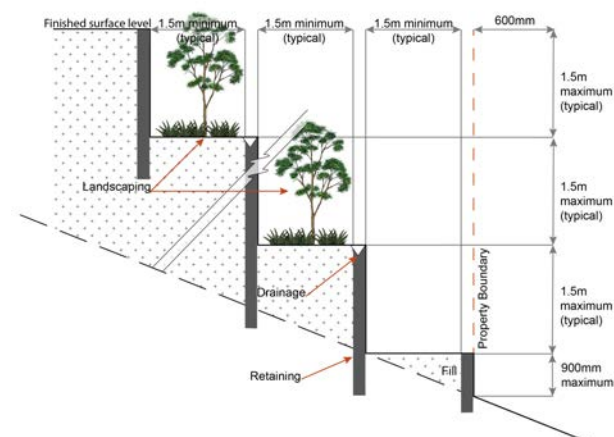 Finished surface level
1.5m minimum
(typical)
1.5m minimum
(typical)
1.5m minimum
(typical)
600mm
1.5m
maximum
(typical)
Landscaping
1.5m
maximum
(typical)
Drainage
Property Boundary
1.5m
maximum
(typical)
Retaining
Fill
900mm
maximum